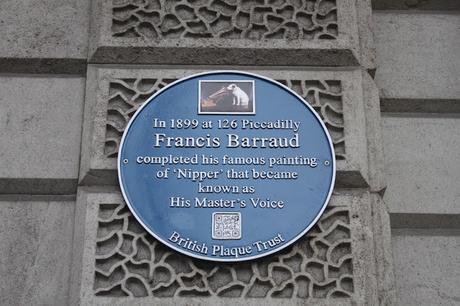 In 1899 at 126 Piccadilly
Francis Barraud
completed his famous painting
of 'Nipper' that became
known as
His Master's Voice
British Plaque Trust